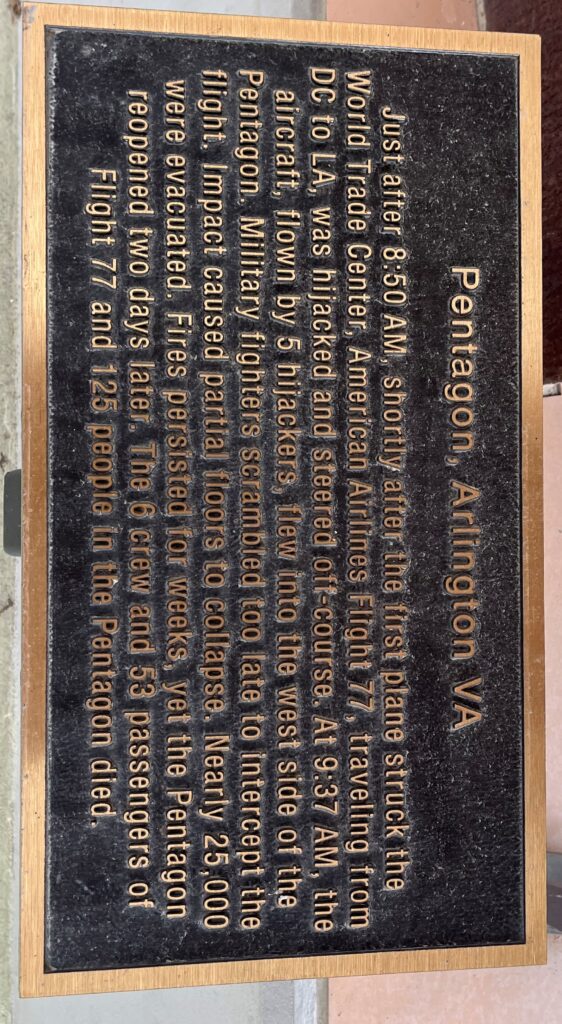 Pentagon, Arlington VA
Just after 8:50 AM, shortly after the first plane struck the
World Trade Center, American Airlines Flight 77, traveling from
DC to LA, was hijacked and steered off-course. At 9:37 AM, the
aircraft, flown by 5 hijackers, flew into the west side of the
Pentagon. Military fighters scrambled too late to intercept the
flight. Impact caused partial floors to collapse. Nearly 25,000
were evacuated. Fires persisted for weeks, yet the Pentagon
reopened two days later. The 6 crew and 53 passengers of
Flight 77 and 125 people in the Pentagon died.